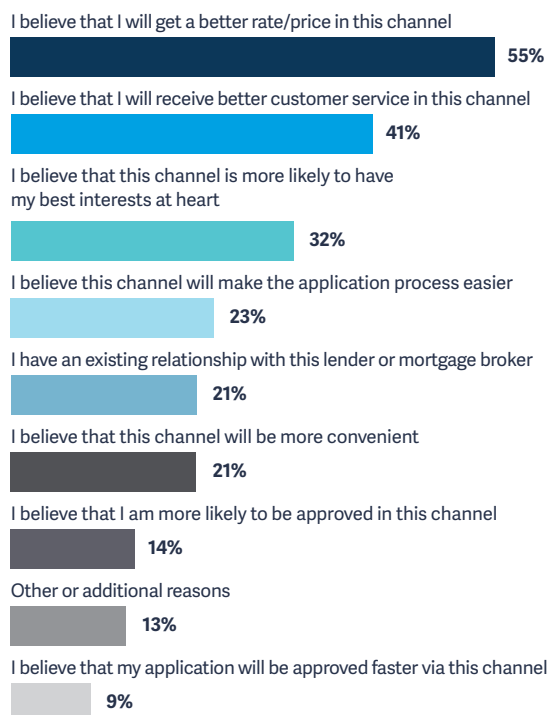 I believe that I will get a better rate/price in this channel
55%
I believe that I will receive better customer service in this channel
41%
I believe that this channel is more likely to have
my best interests at heart
32%
I believe this channel will make the application process easier
23%
I have an existing relationship with this lender or mortgage broker
21%
I believe that this channel will be more convenient
21%
I believe that I am more likely to be approved in this channel
14%
Other or additional reasons
13%
I believe that my application will be approved faster via this channel
9%